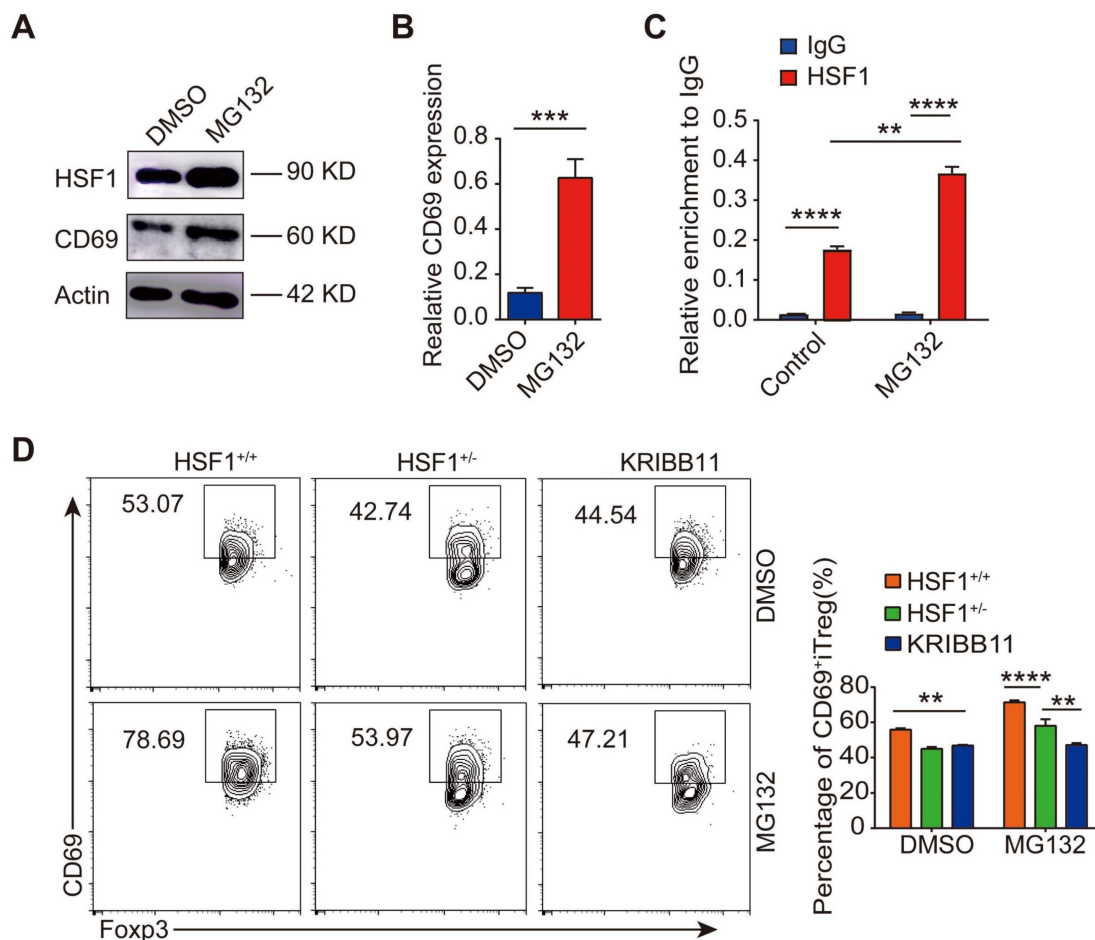 A
DMSO
MG132
HSF1
90 KD
CD69
60 KD
Actin
42 KD
B
Realative CD69 expression
0.8
0.6
0.4
0.2
0.0
***
DMSO
MG132
C
IgG
HSF1
Relative enrichment to IgG
0.5
0.4
0.3
0.2
0.1
0.0
****
**
****
Control
MG132
D
HSF1+/+
HSF1+/-
KRIBB11
53.07
42.74
44.54
DMSO
78.69
53.97
47.21
MG132
CD69
Foxp3
HSF1+/+
HSF1+/-
KRIBB11
Percentage of CD69+iTreg(%)
80
60
40
20
0
**
****
**
DMSO
MG132